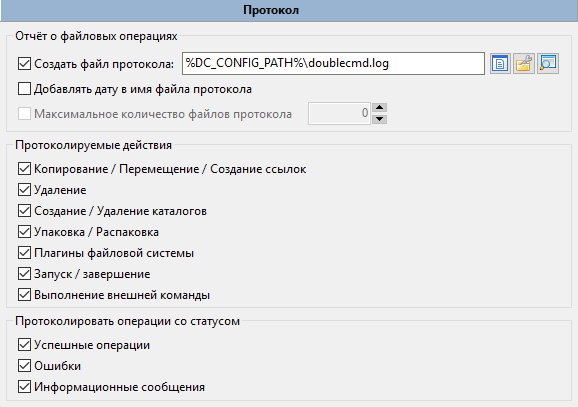 Протокол
Отчёт о файловых операциях
Создать файл протокола: %DC_CONFIG_PATH%\doublecmd.log
Добавлять дату в имя файла протокола
Максимальное количество файлов протокола 0
Протоколируемые действия
Копирование / Перемещение / Создание ссылок
Удаление
Создание / Удаление каталогов
Упаковка / Распаковка
Плагины файловой системы
Запуск / завершение
Выполнение внешней команды
Протоколировать операции со статусом
Успешные операции
Ошибки
Информационные сообщения